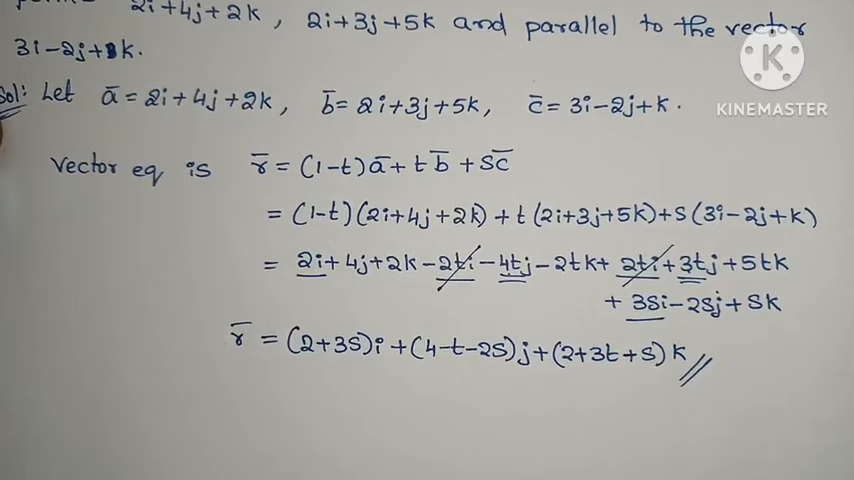 2i+4j+2k, 2i+3j+5k and parallel to the vector
3i-2j+k.
Sol: Let ā = 2i+4j+2k, b̄ = 2i+3j+5k, c̄ = 3i-2j+k.
Vector eq is r̄ = (1-t)ā + t b̄ + s c̄
= (1-t)(2i+4j+2k) + t(2i+3j+5k) + s(3i-2j+k)
= 2i+4j+2k-2ti-4tj-2tk+2ti+3tj+5tk
+3si-2sj+sk
r̄ = (2+3s)i+(4-t-2s)j+(2+3t+s)k
K
KINEMASTER